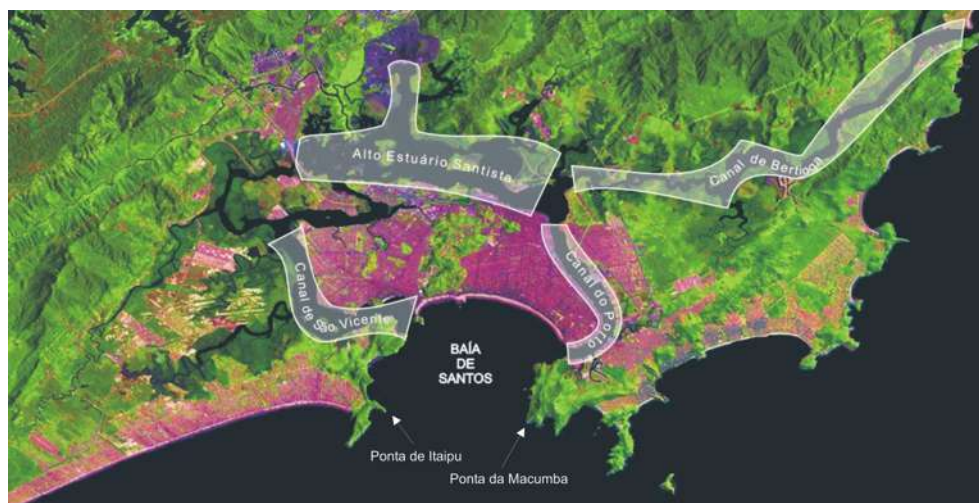 Alto Estuário Santista
Canal de Bertioga
Canal de São Vicente
Canal do Porto
BAÍA
DE
SANTOS
Ponta de Itaipu
Ponta da Macumba